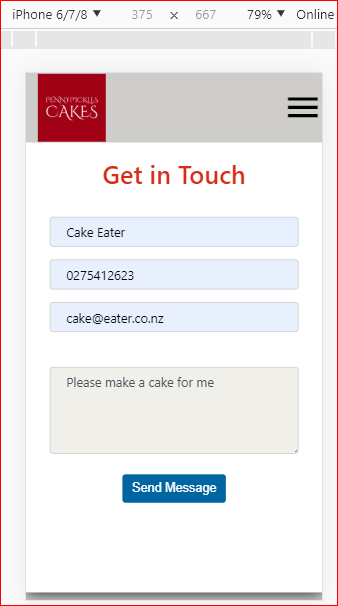 iPhone 6/7/8 ▼ 375 × 667 79% ▼ Online
PENNYPICKLES
CAKES
Get in Touch
Cake Eater
0275412623
cake@eater.co.nz
Please make a cake for me
Send Message